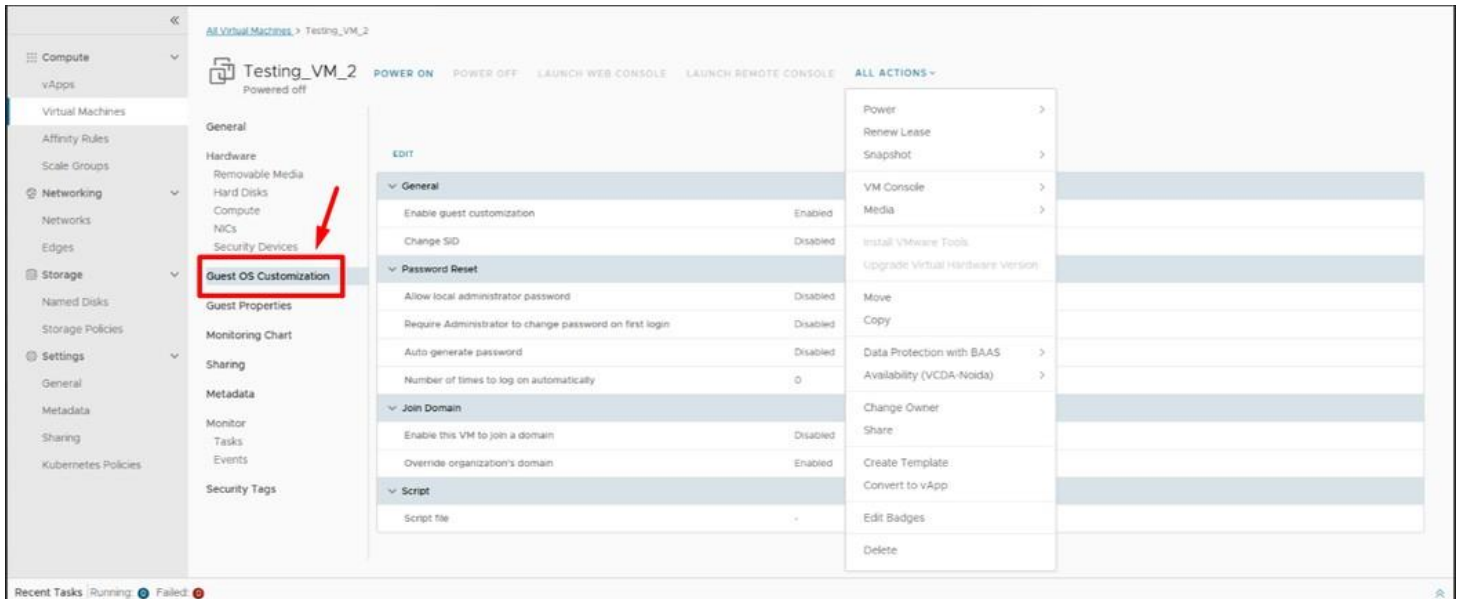 All Virtual Machines > Testing_VM_2
Testing_VM_2
Powered off
POWER ON POWER OFF LAUNCH WEB CONSOLE LAUNCH REMOTE CONSOLE ALL ACTIONS
Compute
vApps
Virtual Machines
Affinity Rules
Scale Groups
Networking
Networks
Edges
Storage
Named Disks
Storage Policies
Settings
General
Metadata
Sharing
Kubernetes Policies
General
Hardware
Removable Media
Hard Disks
Compute
NICs
Security Devices
Guest OS Customization
Guest Properties
Monitoring Chart
Sharing
Metadata
Monitor
Tasks
Events
Security Tags
EDIT
General
Enable guest customization Enabled
Change SID Disabled
Password Reset
Allow local administrator password Disabled
Require Administrator to change password on first login Disabled
Auto generate password Disabled
Number of times to log on automatically 0
Join Domain
Enable this VM to join a domain Disabled
Override organization's domain Enabled
Script
Script file -
Power
Renew Lease
Snapshot
VM Console
Media
Install VMware Tools
Upgrade Virtual Hardware Version
Move
Copy
Data Protection with BAAS
Availability (VCDA-Noida)
Change Owner
Share
Create Template
Convert to vApp
Edit Badges
Delete
Recent Tasks Running: 0 Failed: 0